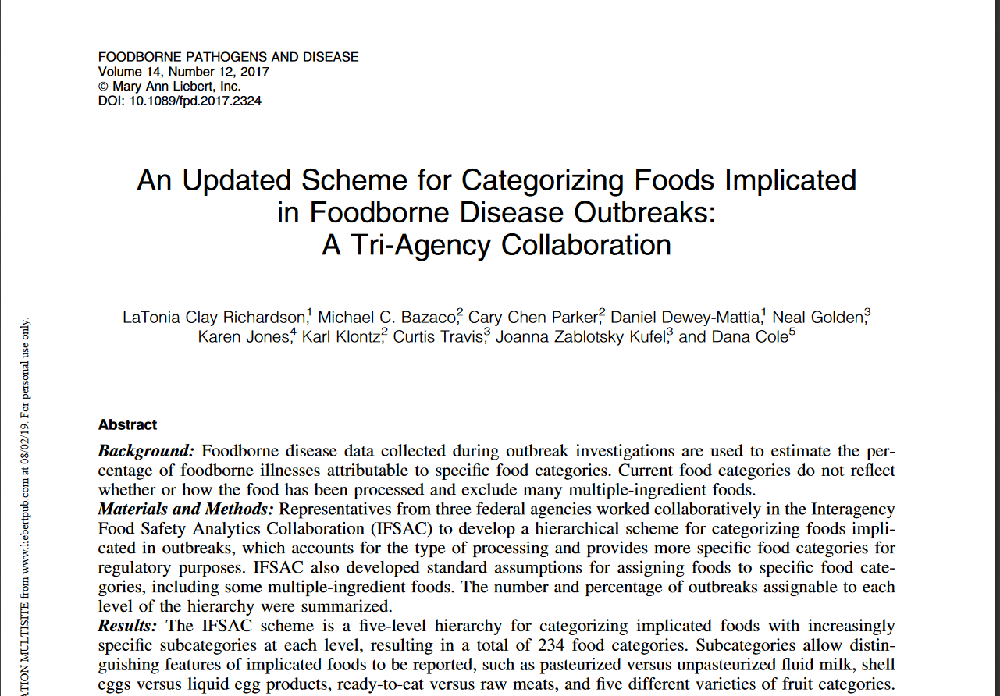 FOODBORNE PATHOGENS AND DISEASE
Volume 14, Number 12, 2017
© Mary Ann Liebert, Inc.
DOI: 10.1089/fpd.2017.2324
An Updated Scheme for Categorizing Foods Implicated
in Foodborne Disease Outbreaks:
A Tri-Agency Collaboration
LaTonia Clay Richardson,1 Michael C. Bazaco,2 Cary Chen Parker,2 Daniel Dewey-Mattia,1 Neal Golden,3
Karen Jones,4 Karl Klontz,2 Curtis Travis,3 Joanna Zablotsky Kufel,3 and Dana Cole5
Abstract
Background: Foodborne disease data collected during outbreak investigations are used to estimate the per-
centage of foodborne illnesses attributable to specific food categories. Current food categories do not reflect
whether or how the food has been processed and exclude many multiple-ingredient foods.
Materials and Methods: Representatives from three federal agencies worked collaboratively in the Interagency
Food Safety Analytics Collaboration (IFSAC) to develop a hierarchical scheme for categorizing foods impli-
cated in outbreaks, which accounts for the type of processing and provides more specific food categories for
regulatory purposes. IFSAC also developed standard assumptions for assigning foods to specific food cate-
gories, including some multiple-ingredient foods. The number and percentage of outbreaks assignable to each
level of the hierarchy were summarized.
Results: The IFSAC scheme is a five-level hierarchy for categorizing implicated foods with increasingly
specific subcategories at each level, resulting in a total of 234 food categories. Subcategories allow distin-
guishing features of implicated foods to be reported, such as pasteurized versus unpasteurized fluid milk, shell
eggs versus liquid egg products, ready-to-eat versus raw meats, and five different varieties of fruit categories.
ATION MULTISITE from www.liebertpub.com at 08/02/19. For personal use only.